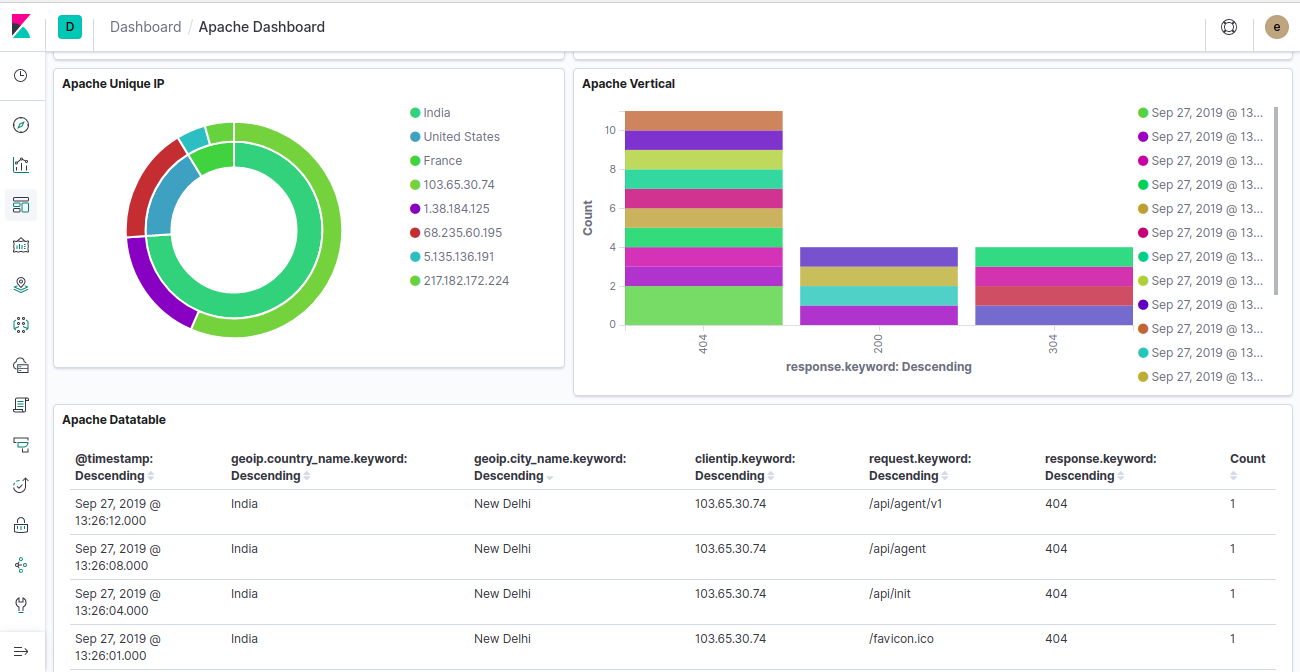 D
Dashboard / Apache Dashboard
e
Apache Unique IP
India
United States
France
103.65.30.74
1.38.184.125
68.235.60.195
5.135.136.191
217.182.172.224
Apache Vertical
Count
10
8
6
4
2
0
404
200
304
response.keyword: Descending
Sep 27, 2019 @ 13...
Sep 27, 2019 @ 13...
Sep 27, 2019 @ 13...
Sep 27, 2019 @ 13...
Sep 27, 2019 @ 13...
Sep 27, 2019 @ 13...
Sep 27, 2019 @ 13...
Sep 27, 2019 @ 13...
Sep 27, 2019 @ 13...
Sep 27, 2019 @ 13...
Sep 27, 2019 @ 13...
Sep 27, 2019 @ 13...
Apache Datatable
@timestamp: geoip.country_name.keyword: geoip.city_name.keyword: clientip.keyword: request.keyword: response.keyword: Count
Descending Descending Descending Descending Descending Descending
Sep 27, 2019 @ India New Delhi 103.65.30.74 /api/agent/v1 404 1
13:26:12.000
Sep 27, 2019 @ India New Delhi 103.65.30.74 /api/agent 404 1
13:26:08.000
Sep 27, 2019 @ India New Delhi 103.65.30.74 /api/init 404 1
13:26:04.000
Sep 27, 2019 @ India New Delhi 103.65.30.74 /favicon.ico 404 1
13:26:01.000